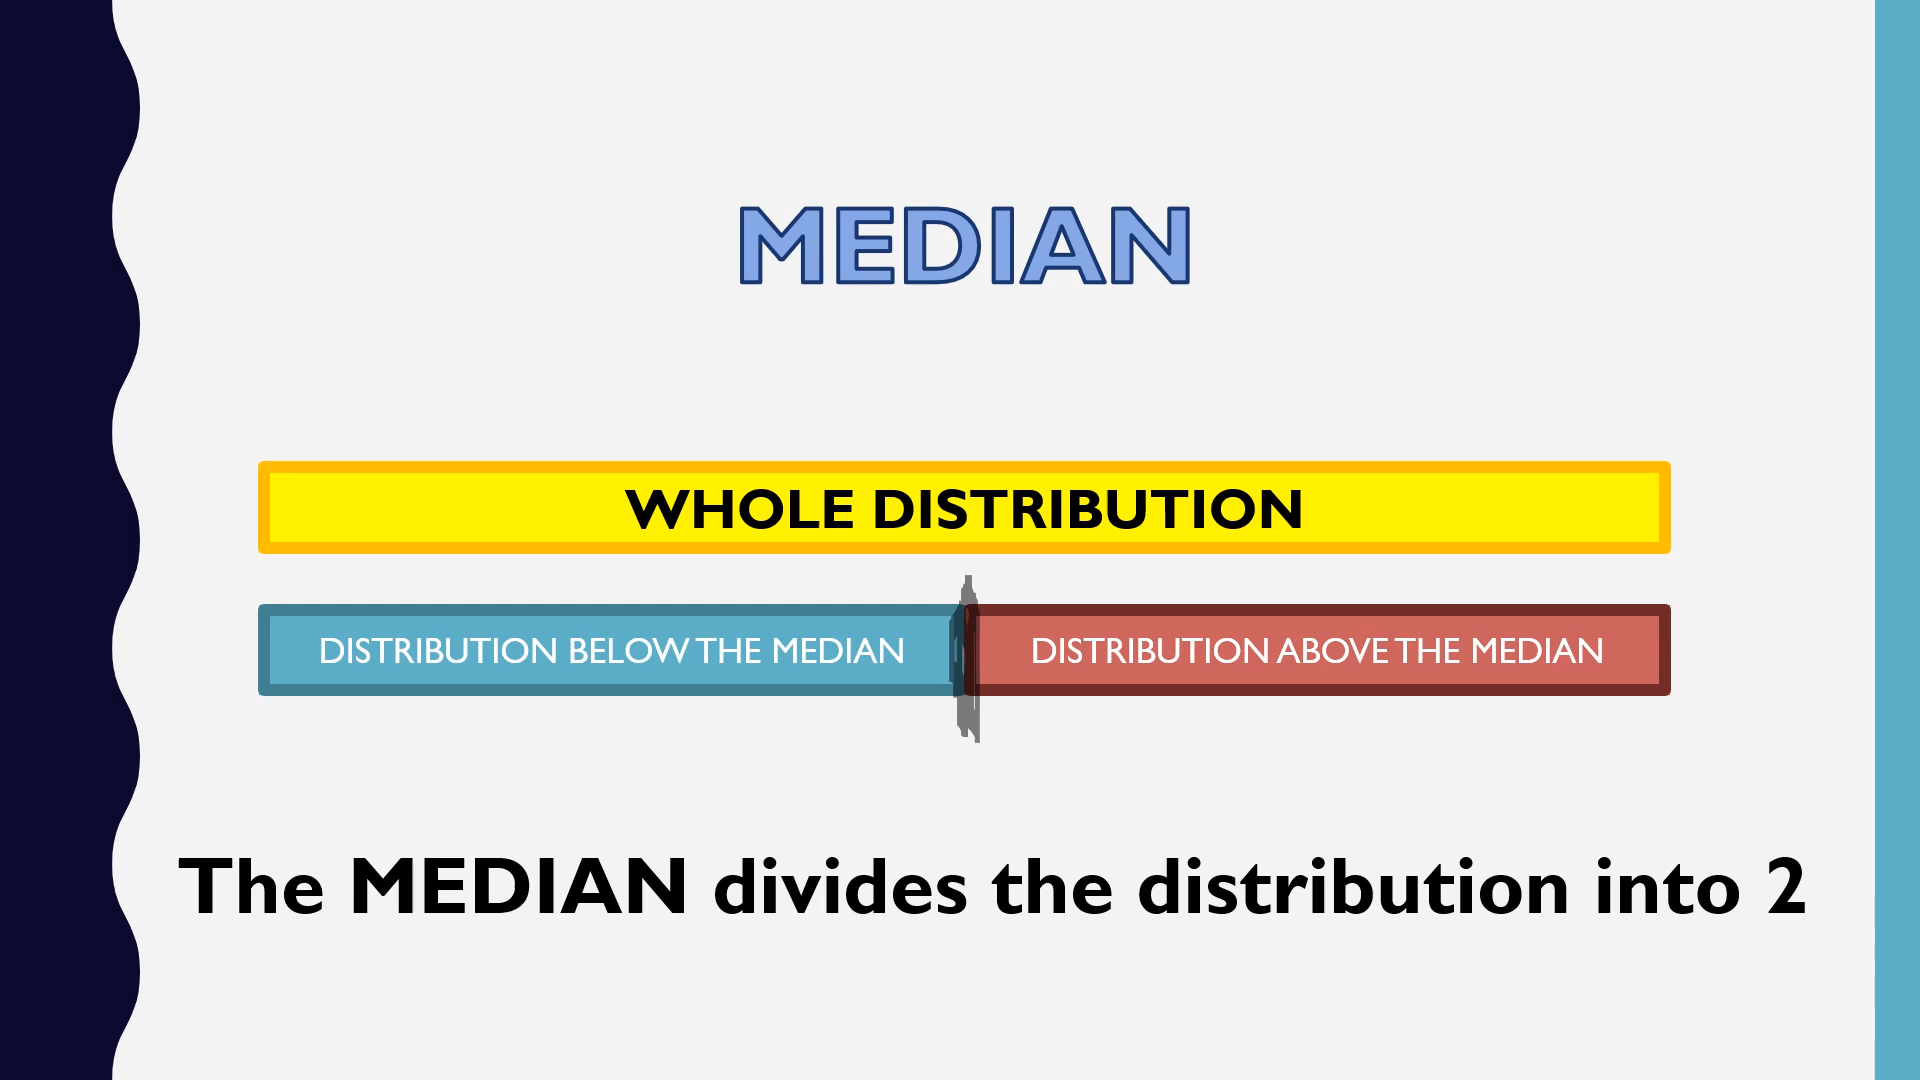 MEDIAN
WHOLE DISTRIBUTION
DISTRIBUTION BELOW THE MEDIAN
DISTRIBUTION ABOVE THE MEDIAN
The MEDIAN divides the distribution into 2